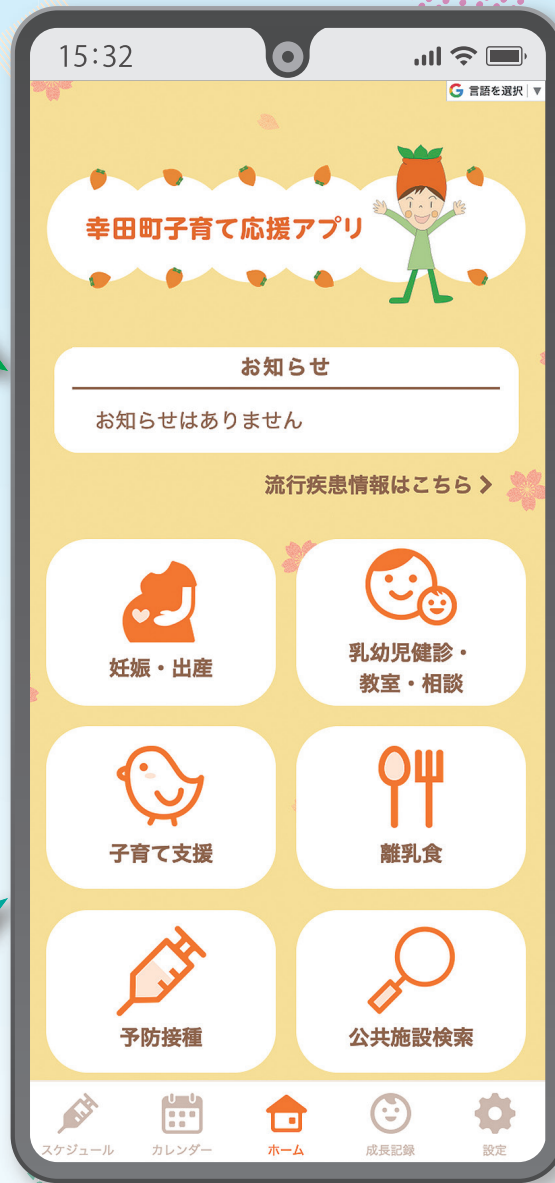 15:32
G 言語を選択 ▼
幸田町子育て応援アプリ
お知らせ
お知らせはありません
流行疾患情報はこちら
妊娠・出産
乳幼児健診・
教室・相談
子育て支援
離乳食
予防接種
公共施設検索
スケジュール
カレンダー
ホーム
成長記録
設定